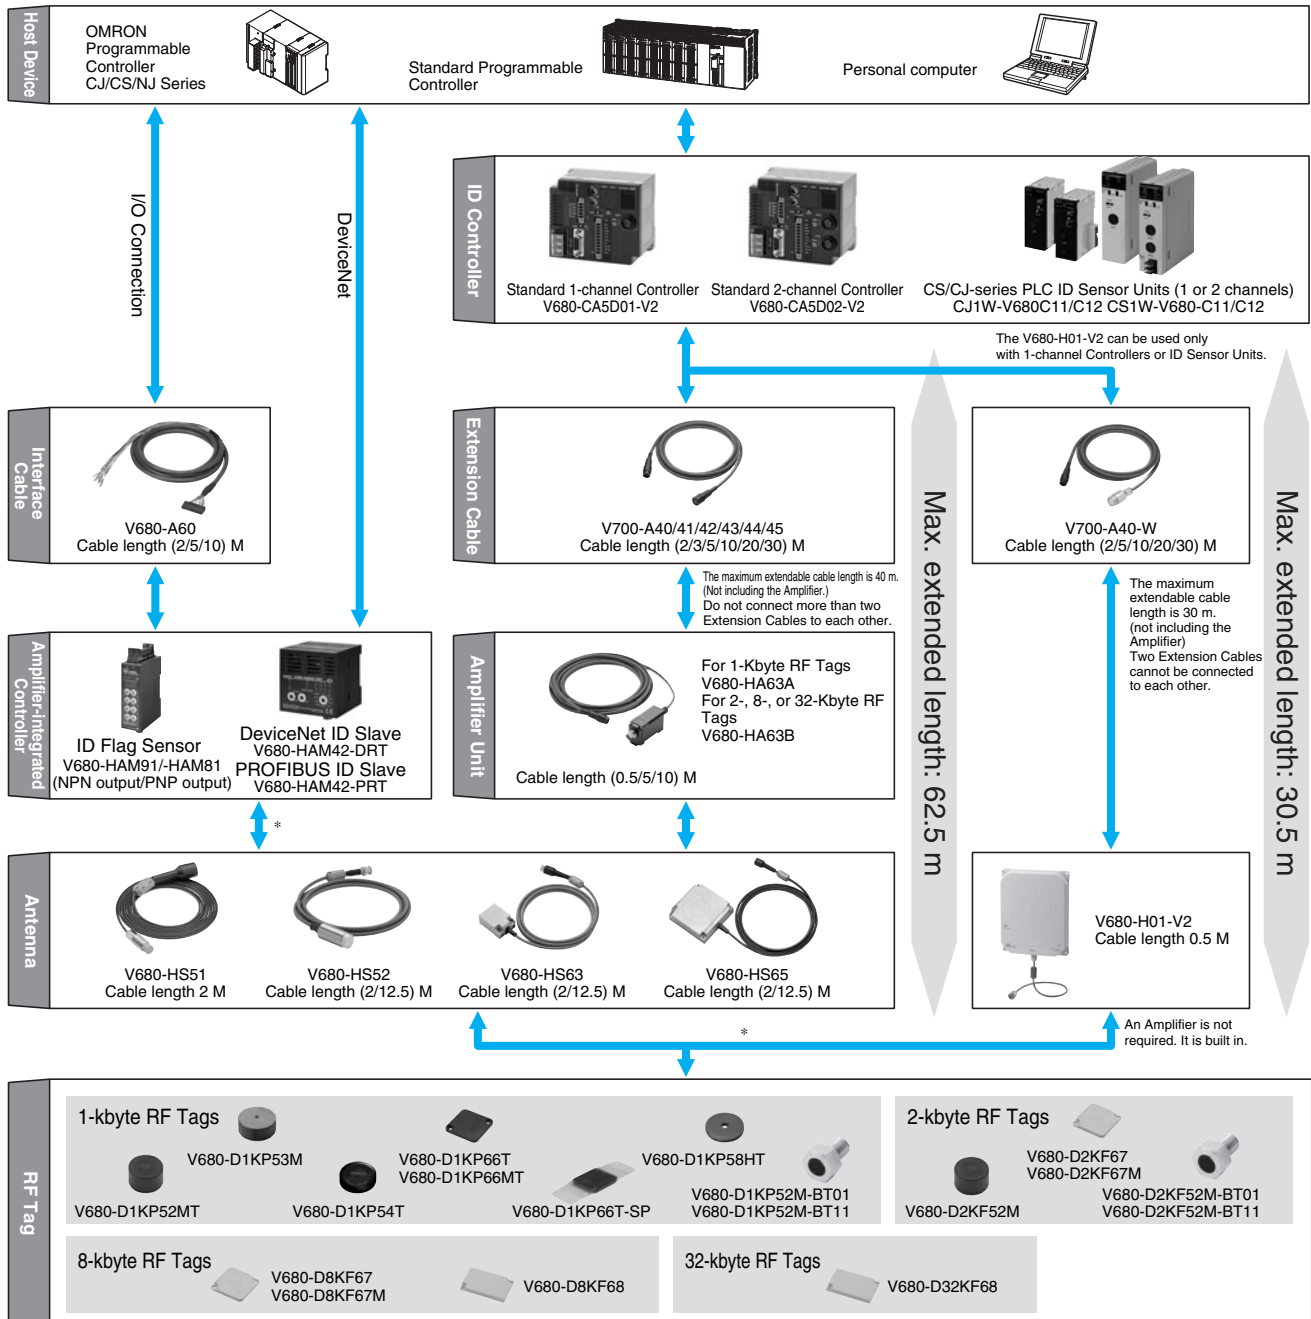 Host Device
OMRON
Programmable
Controller
CJ/CS/NJ Series
Standard Programmable
Controller
Personal computer
I/O Connection
DeviceNet
ID Controller
Standard 1-channel Controller
V680-CA5D01-V2
Standard 2-channel Controller
V680-CA5D02-V2
CS/CJ-series PLC ID Sensor Units (1 or 2 channels)
CJ1W-V680C11/C12 CS1W-V680-C11/C12
The V680-H01-V2 can be used only
with 1-channel Controllers or ID Sensor Units.
Interface
Cable
V680-A60
Cable length (2/5/10) M
Extension Cable
V700-A40/41/42/43/44/45
Cable length (2/3/5/10/20/30) M
V700-A40-W
Cable length (2/5/10/20/30) M
Max. extended length: 62.5 m
Max. extended length: 30.5 m
The maximum extendable cable length is 40 m.
(Not including the Amplifier.)
Do not connect more than two
Extension Cables to each other.
The maximum
extendable cable
length is 30 m.
(not including the
Amplifier)
Two Extension Cables
cannot be connected
to each other.
Amplifier-integrated
Controller
ID Flag Sensor
V680-HAM91/-HAM81
(NPN output/PNP output)
DeviceNet ID Slave
V680-HAM42-DRT
PROFIBUS ID Slave
V680-HAM42-PRT
Amplifier Unit
For 1-Kbyte RF Tags
V680-HA63A
For 2-, 8-, or 32-Kbyte RF
Tags
V680-HA63B
Cable length (0.5/5/10) M
*
Antenna
V680-HS51
Cable length 2 M
V680-HS52
Cable length (2/12.5) M
V680-HS63
Cable length (2/12.5) M
V680-HS65
Cable length (2/12.5) M
V680-H01-V2
Cable length 0.5 M
*
An Amplifier is not
required. It is built in.
RF Tag
1-kbyte RF Tags
V680-D1KP53M
V680-D1KP66T
V680-D1KP66MT
V680-D1KP58HT
V680-D1KP52MT
V680-D1KP54T
V680-D1KP66T-SP
V680-D1KP52M-BT01
V680-D1KP52M-BT11
2-kbyte RF Tags
V680-D2KF67
V680-D2KF67M
V680-D2KF52M
V680-D2KF52M-BT01
V680-D2KF52M-BT11
8-kbyte RF Tags
V680-D8KF67
V680-D8KF67M
V680-D8KF68
32-kbyte RF Tags
V680-D32KF68